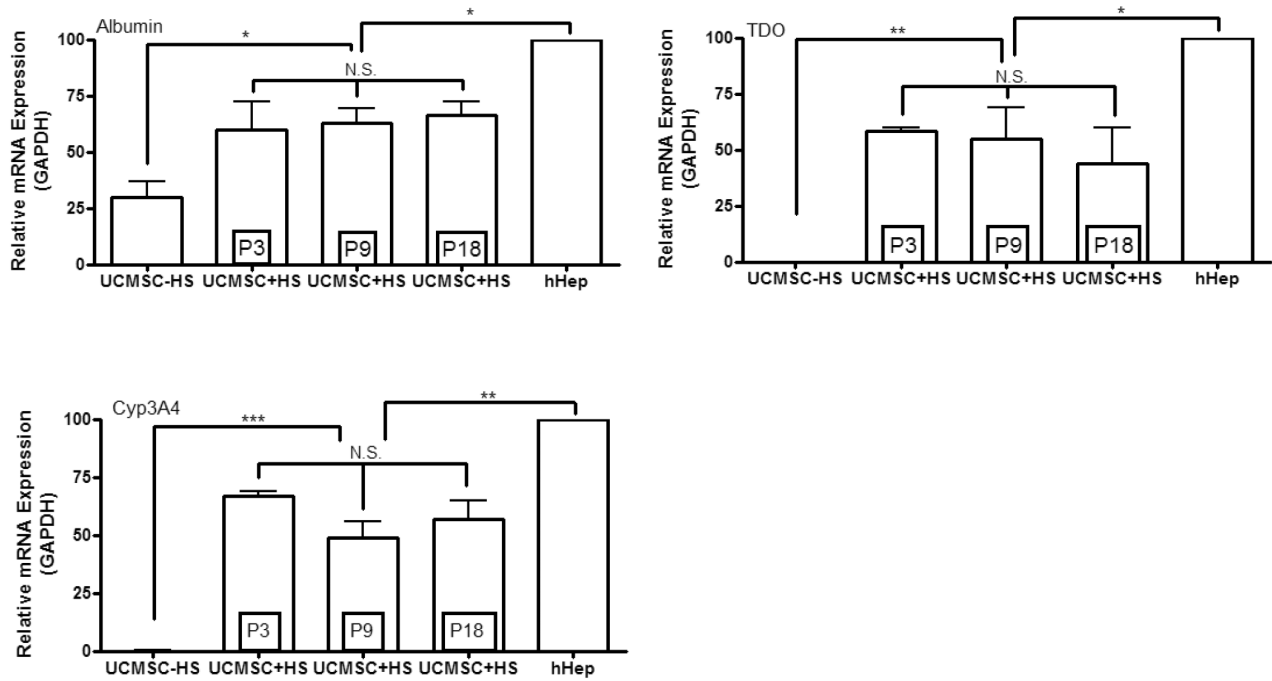 Albumin
*
*
N.S.
Relative mRNA Expression
(GAPDH)
100
75
50
25
0
P3
P9
P18
UCMSC-HS
UCMSC+HS
UCMSC+HS
UCMSC+HS
hHep
TDO
**
*
N.S.
Relative mRNA Expression
(GAPDH)
100
75
50
25
0
P3
P9
P18
UCMSC-HS
UCMSC+HS
UCMSC+HS
UCMSC+HS
hHep
Cyp3A4
***
**
N.S.
Relative mRNA Expression
(GAPDH)
100
75
50
25
0
P3
P9
P18
UCMSC-HS
UCMSC+HS
UCMSC+HS
UCMSC+HS
hHep